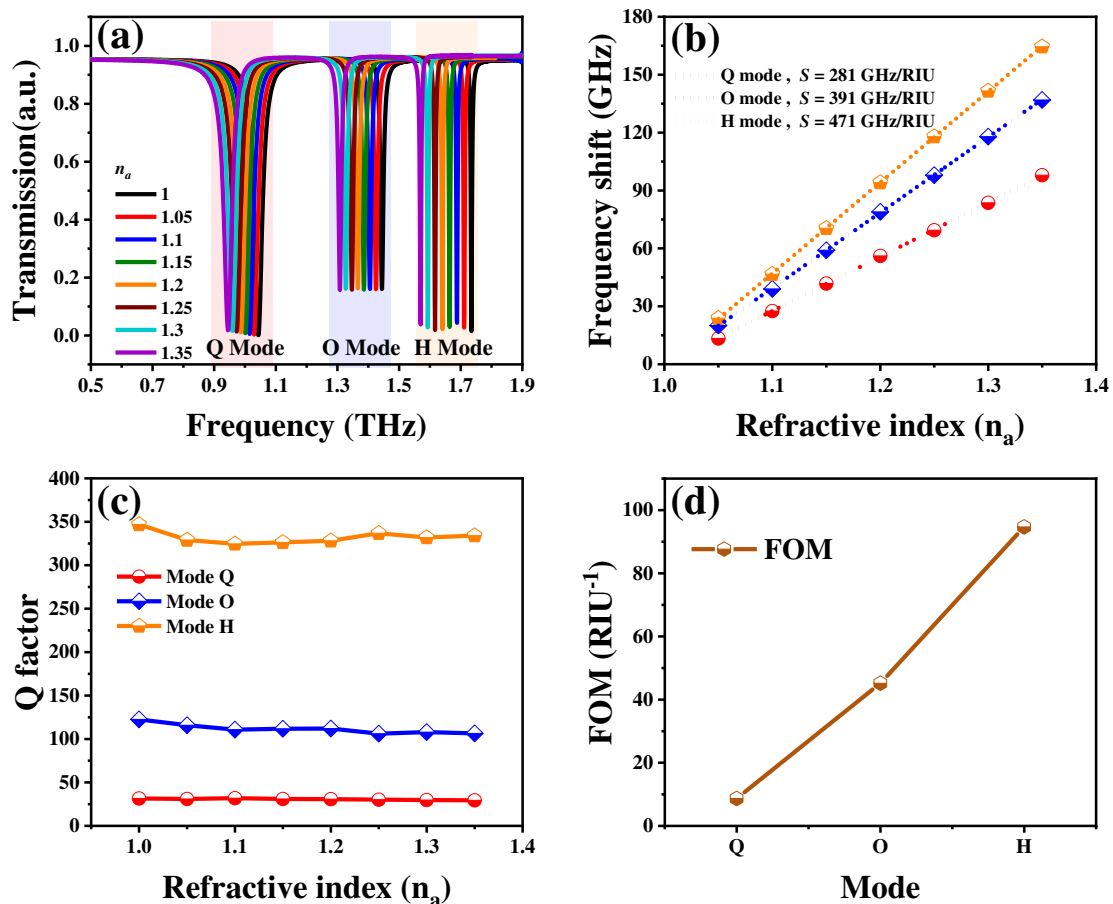 (a)
Transmission(a.u.)
1.0
0.8
0.6
0.4
0.2
0.0
nₐ
1
1.05
1.1
1.15
1.2
1.25
1.3
1.35
Q Mode
O Mode
H Mode
0.5 0.7 0.9 1.1 1.3 1.5 1.7 1.9
Frequency (THz)
(b)
Frequency shift (GHz)
180
150
120
90
60
30
0
Q mode , S = 281 GHz/RIU
O mode , S = 391 GHz/RIU
H mode , S = 471 GHz/RIU
1.0 1.1 1.2 1.3 1.4
Refractive index (nₐ)
(c)
Q factor
400
350
300
250
200
150
100
50
0
Mode Q
Mode O
Mode H
1.0 1.1 1.2 1.3 1.4
Refractive index (nₐ)
(d)
FOM (RIU⁻¹)
100
80
60
40
20
0
FOM
Q O H
Mode